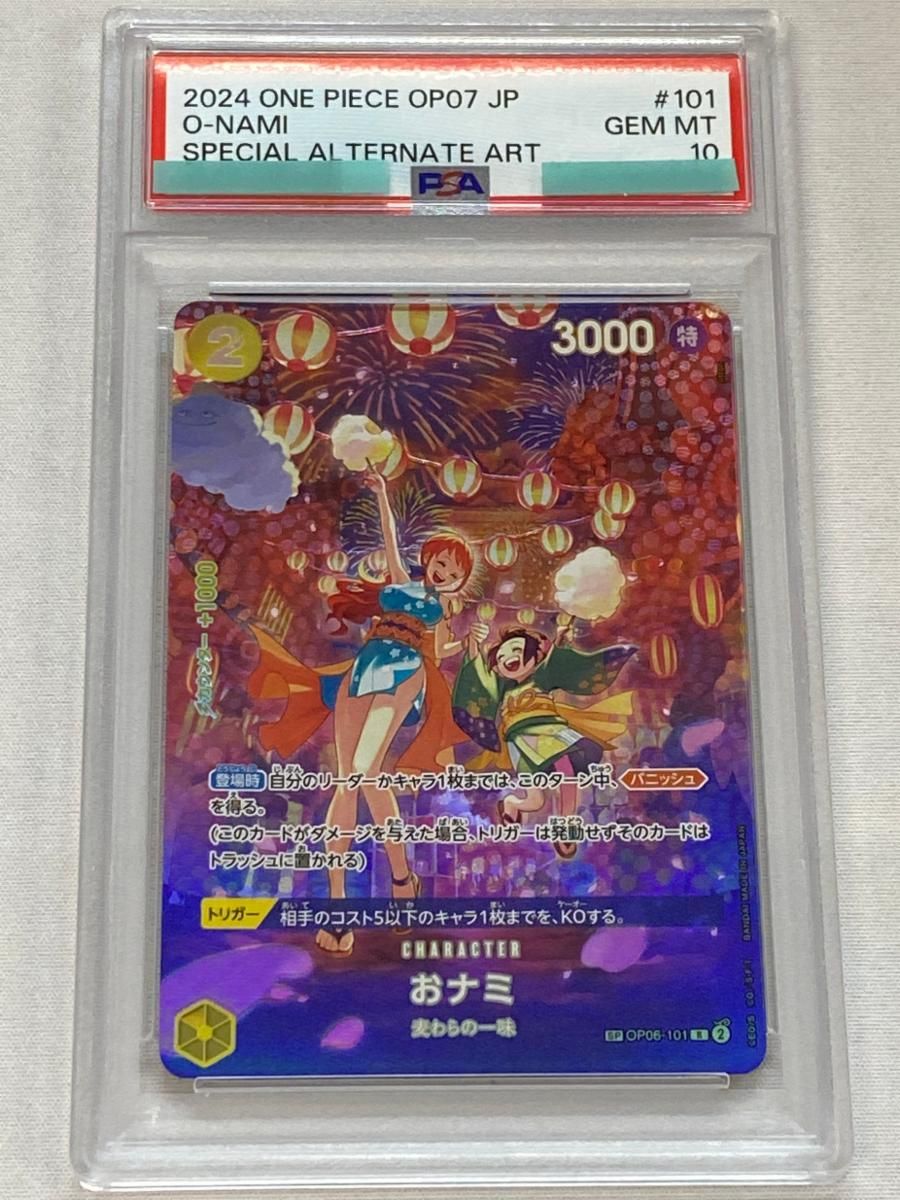 2024 ONE PIECE OP07 JP #101
O-NAMI GEM MT
SPECIAL ALTERNATE ART 10
PSA
2 3000 特
カウンター +1000
登場時 自分のリーダーかキャラ1枚までは、このターン中、バニッシュ
を得る。
(このカードがダメージを与えた場合、トリガーは発動せずそのカードは
トラッシュに置かれる)
トリガー 相手のコスト5以下のキャラ1枚までを、KOする。
CHARACTER
おナミ
麦わらの一味
SP OP06-101 R 2
BANDAI MADE IN JAPAN